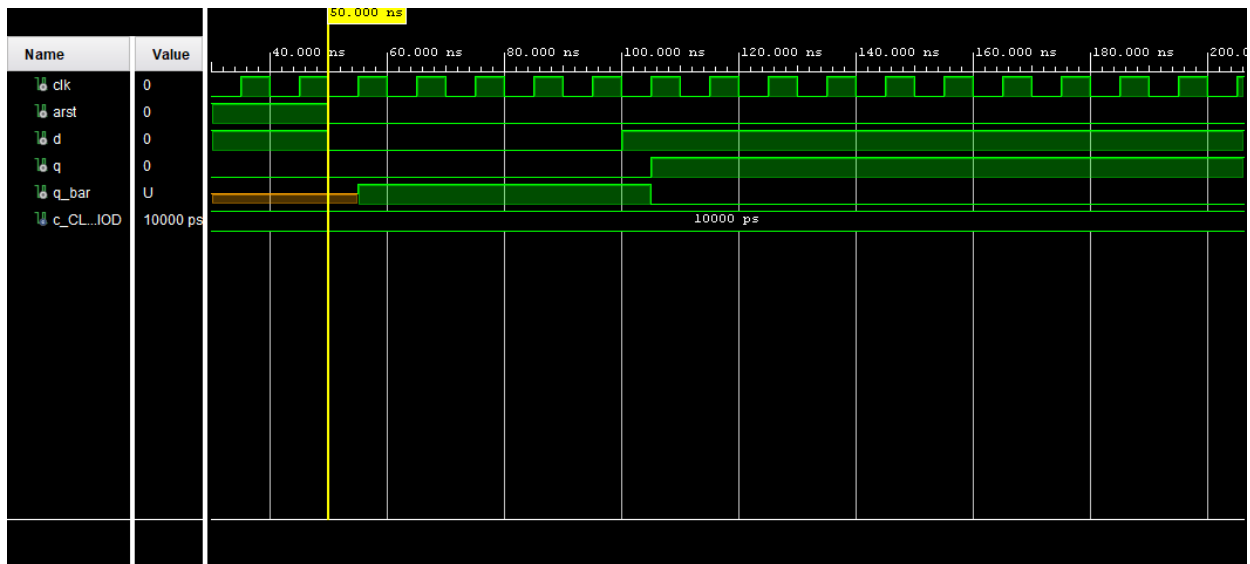 50.000 ns
Name Value
40.000 ns 60.000 ns 80.000 ns 100.000 ns 120.000 ns 140.000 ns 160.000 ns 180.000 ns 200.0
clk 0
arst 0
d 0
q 0
q_bar U
c_CL...IOD 10000 ps 10000 ps